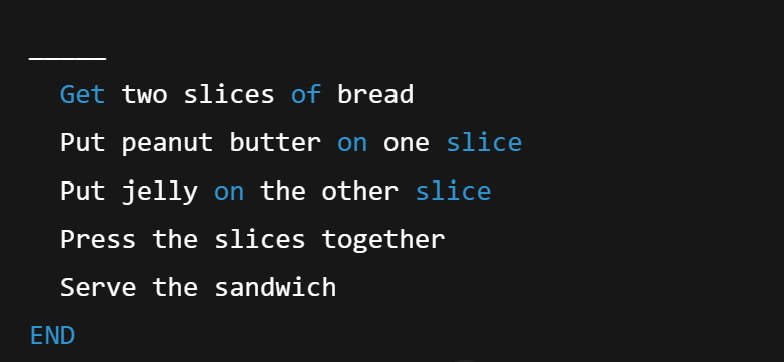 _____
Get two slices of bread
Put peanut butter on one slice
Put jelly on the other slice
Press the slices together
Serve the sandwich
END